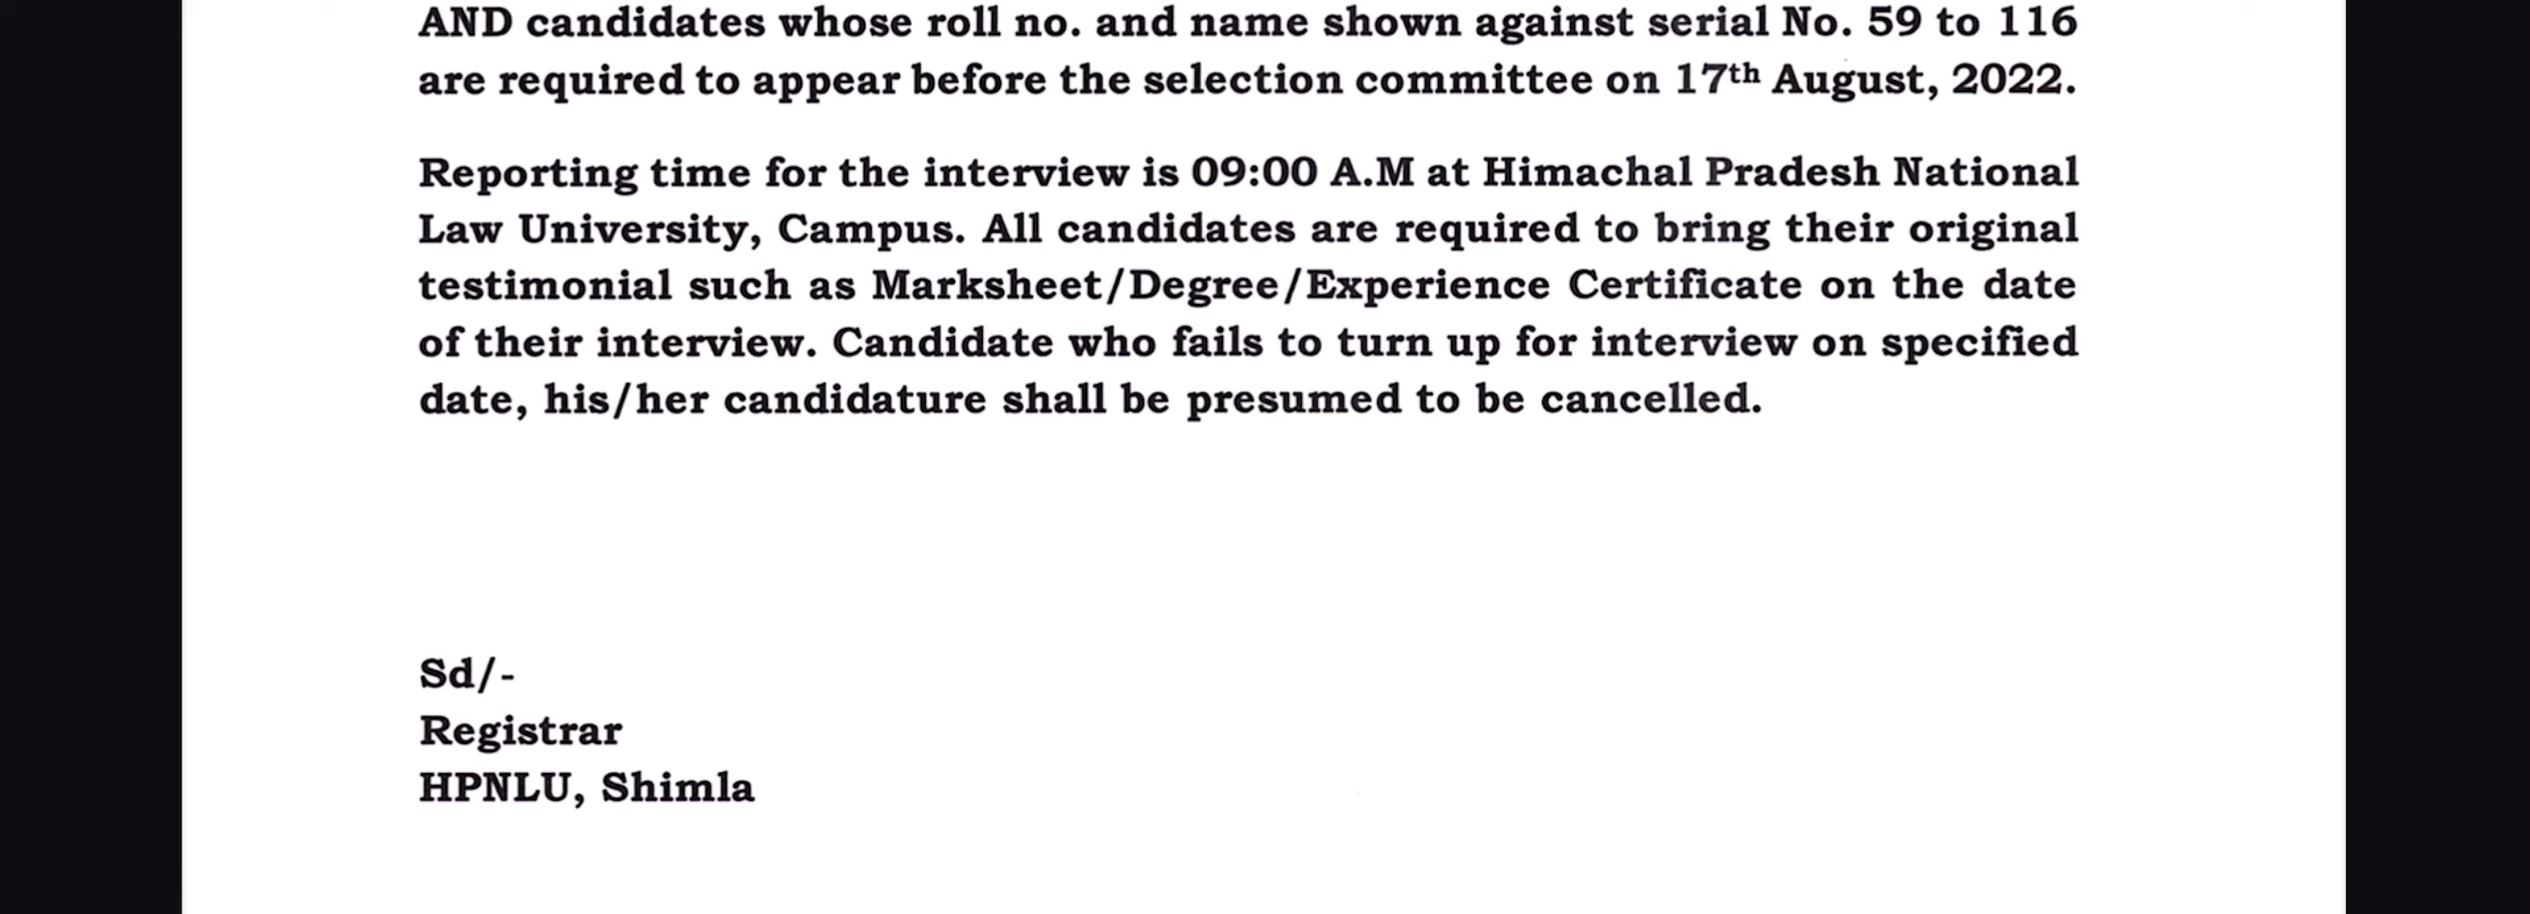 AND candidates whose roll no. and name shown against serial No. 59 to 116
are required to appear before the selection committee on 17th August, 2022.
Reporting time for the interview is 09:00 A.M at Himachal Pradesh National
Law University, Campus. All candidates are required to bring their original
testimonial such as Marksheet/Degree/Experience Certificate on the date
of their interview. Candidate who fails to turn up for interview on specified
date, his/her candidature shall be presumed to be cancelled.
Sd/-
Registrar
HPNLU, Shimla